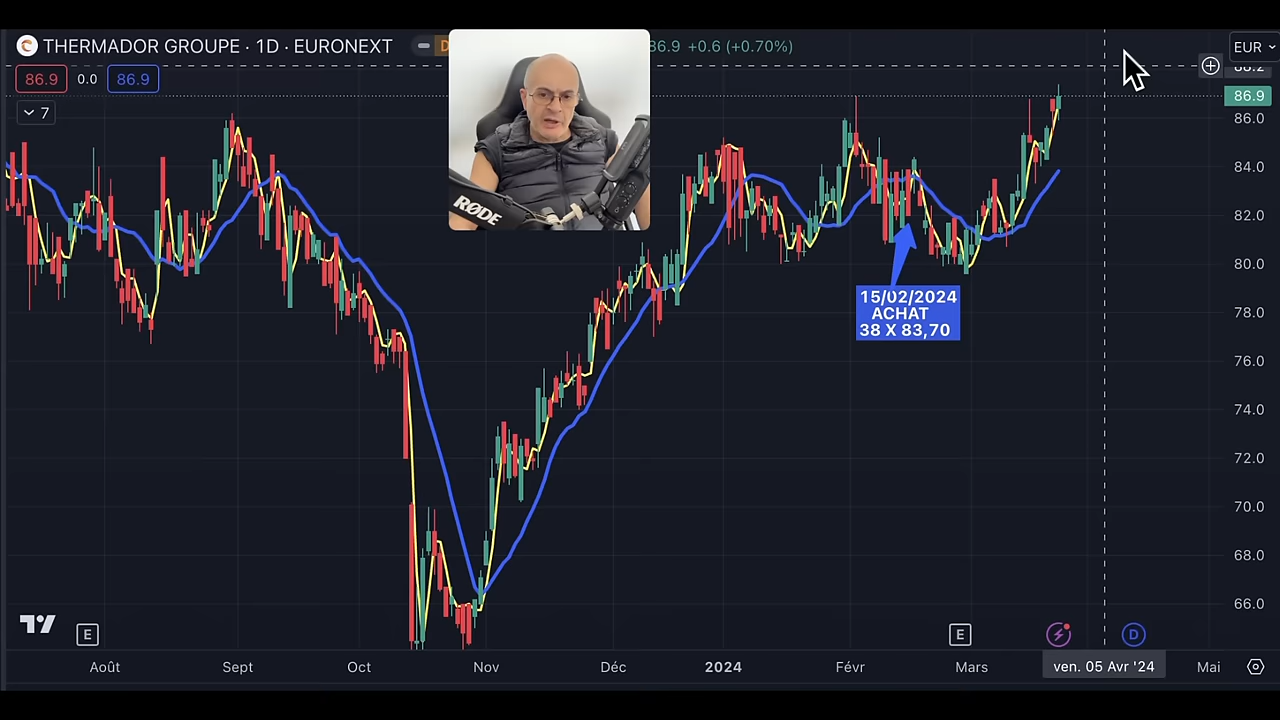 THERMADOR GROUPE · 1D · EURONEXT
D
86.9 +0.6 (+0.70%)
EUR
86.9
0.0
86.9
7
88.2
86.9
86.0
84.0
82.0
80.0
78.0
76.0
74.0
72.0
70.0
68.0
66.0
RØDE
15/02/2024
ACHAT
38 X 83,70
E
E
D
Août
Sept
Oct
Nov
Déc
2024
Févr
Mars
ven. 05 Avr '24
Mai